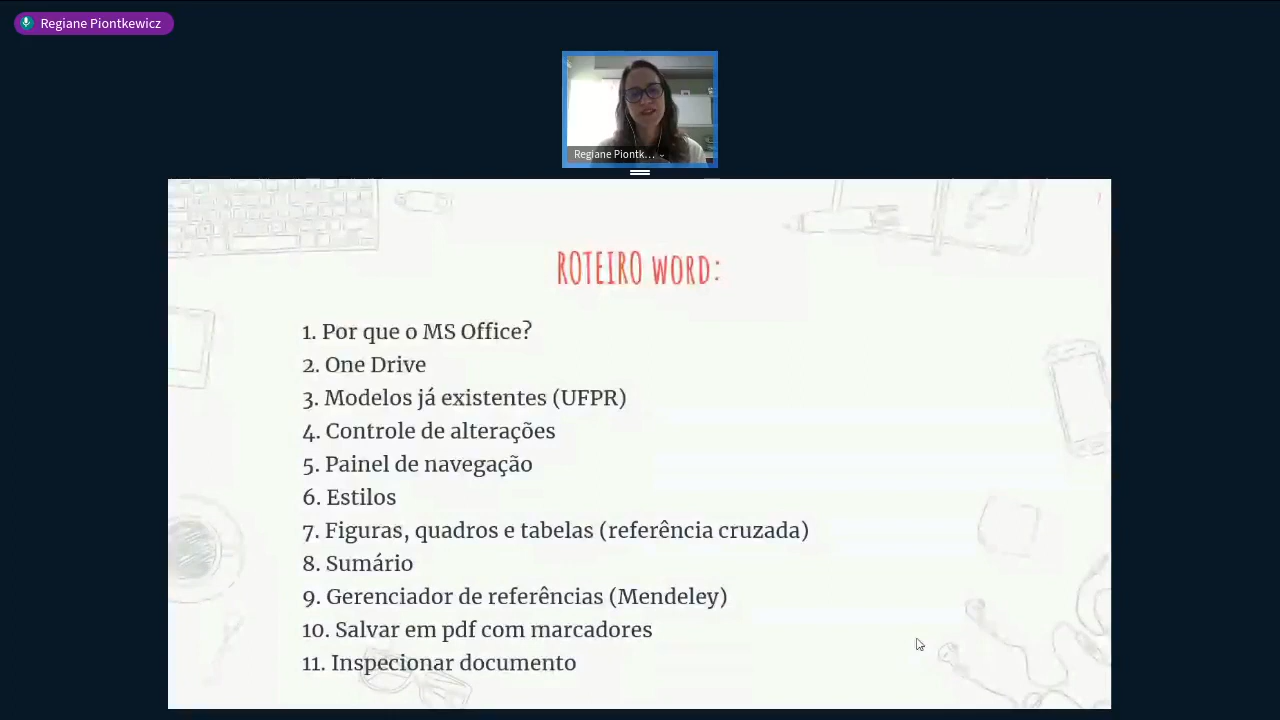 Regiane Piontkewicz
Regiane Piontk...
ROTEIRO WORD:
1. Por que o MS Office?
2. One Drive
3. Modelos já existentes (UFPR)
4. Controle de alterações
5. Painel de navegação
6. Estilos
7. Figuras, quadros e tabelas (referência cruzada)
8. Sumário
9. Gerenciador de referências (Mendeley)
10. Salvar em pdf com marcadores
11. Inspecionar documento